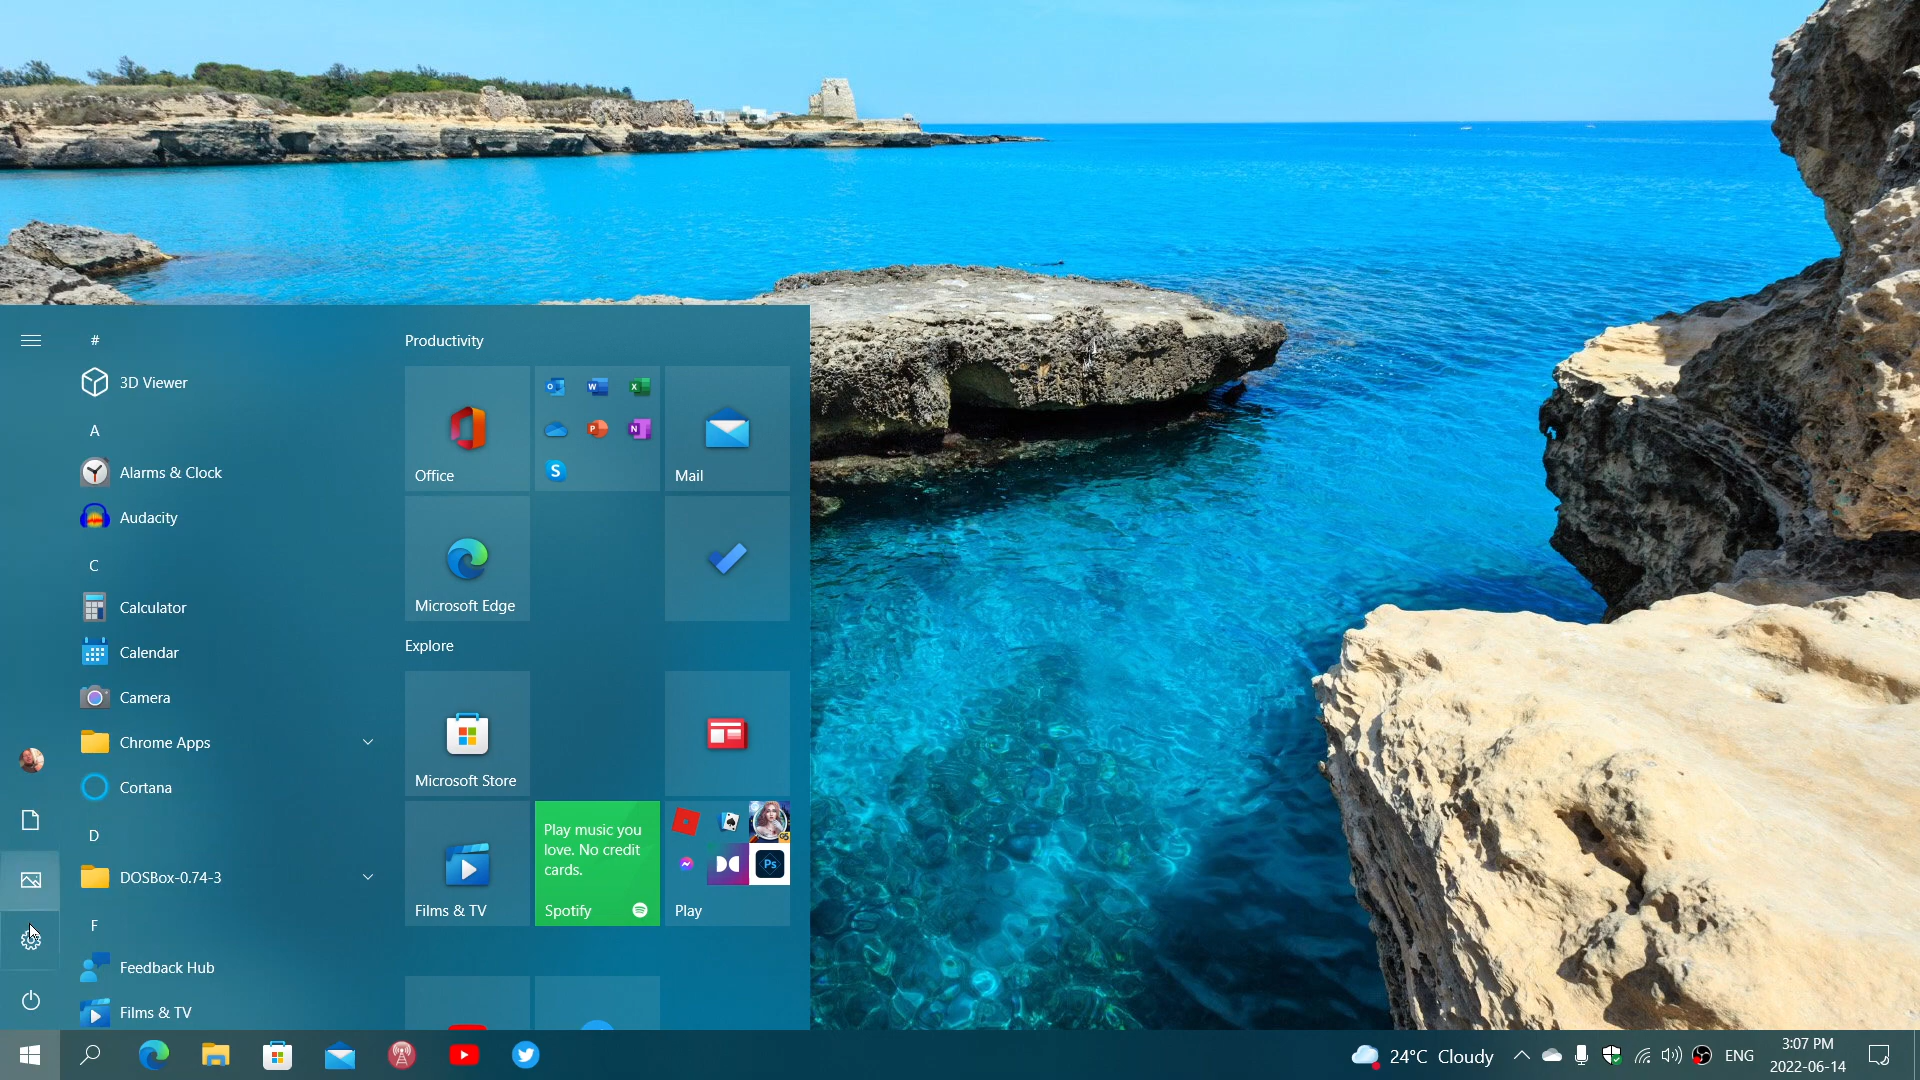 #
3D Viewer
A
Alarms & Clock
Audacity
C
Calculator
Calendar
Camera
Chrome Apps
Cortana
D
DOSBox-0.74-3
F
Feedback Hub
Films & TV
Productivity
Office
Mail
Microsoft Edge
Explore
Microsoft Store
Films & TV
Play music you
love. No credit
cards.
Spotify
Ps
Play
24°C Cloudy
ENG
3:07 PM
2022-06-14